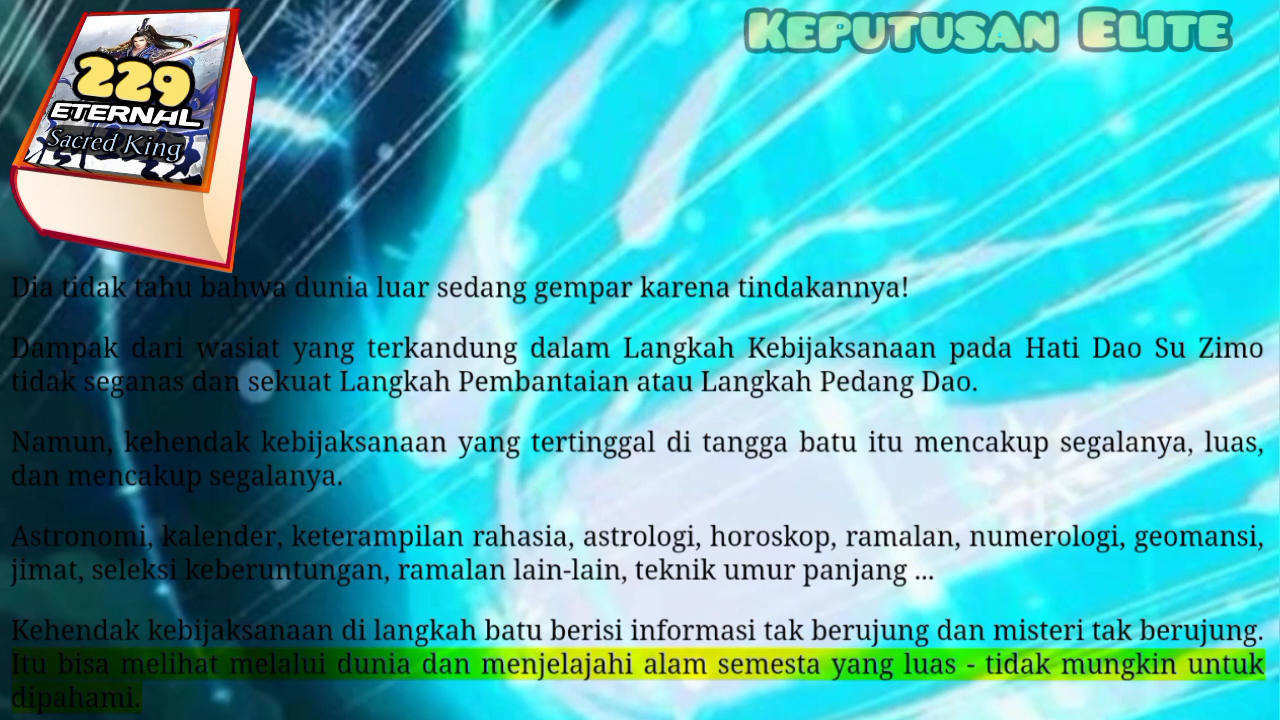 Keputusan Elite
229
ETERNAL
Sacred King
Dia tidak tahu bahwa dunia luar sedang gempar karena tindakannya!
Dampak dari wasiat yang terkandung dalam Langkah Kebijaksanaan pada Hati Dao Su Zimo
tidak seganas dan sekuat Langkah Pembantaian atau Langkah Pedang Dao.
Namun, kehendak kebijaksanaan yang tertinggal di tangga batu itu mencakup segalanya, luas,
dan mencakup segalanya.
Astronomi, kalender, keterampilan rahasia, astrologi, horoskop, ramalan, numerologi, geomansi,
jimat, seleksi keberuntungan, ramalan lain-lain, teknik umur panjang ...
Kehendak kebijaksanaan di langkah batu berisi informasi tak berujung dan misteri tak berujung.
Itu bisa melihat melalui dunia dan menjelajahi alam semesta yang luas - tidak mungkin untuk
dipahami.